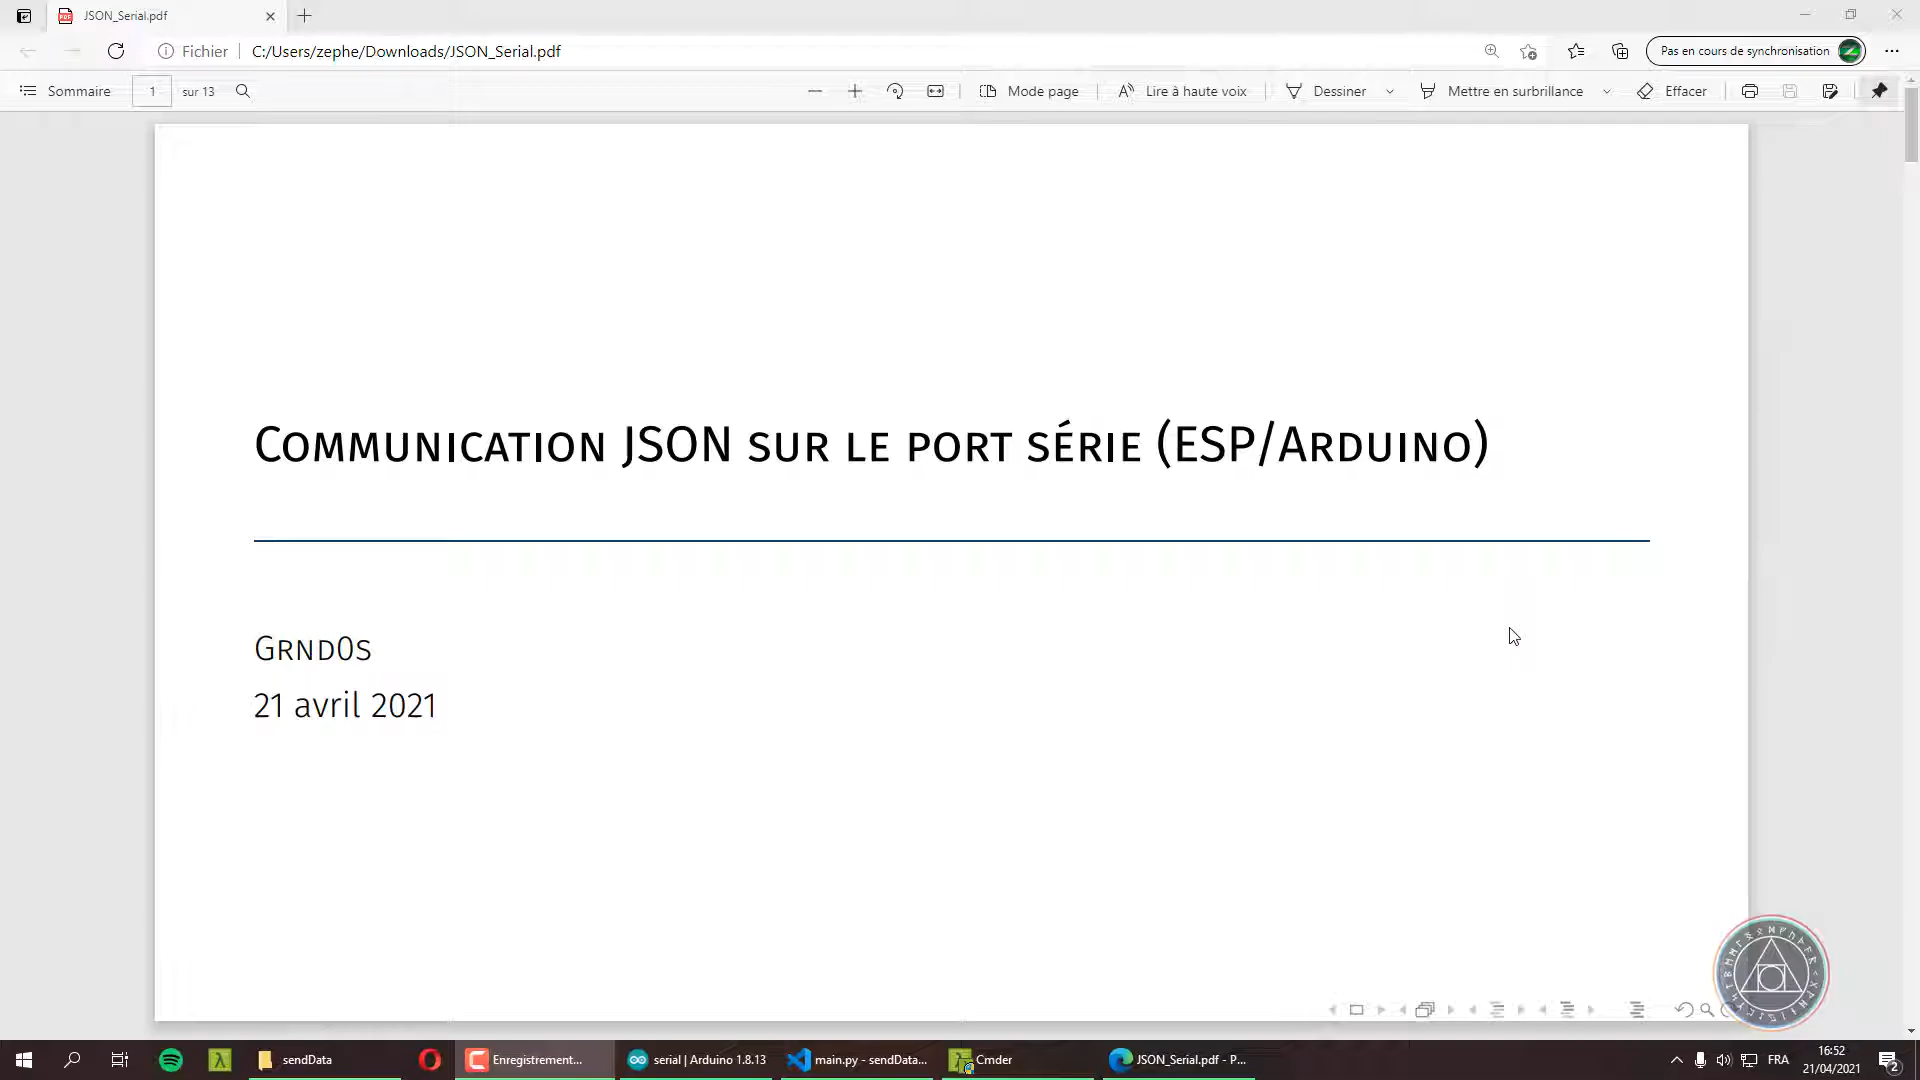 JSON_Serial.pdf
Fichier
C:/Users/zephe/Downloads/JSON_Serial.pdf
Pas en cours de synchronisation
Sommaire
1
sur 13
Mode page
Lire à haute voix
Dessiner
Mettre en surbrillance
Effacer
Communication JSON sur le port série (ESP/Arduino)
Grnd0s
21 avril 2021
sendData
Enregistrement...
serial | Arduino 1.8.13
main.py - sendData...
Cmder
JSON_Serial.pdf - P...
FRA
16:52
21/04/2021
2